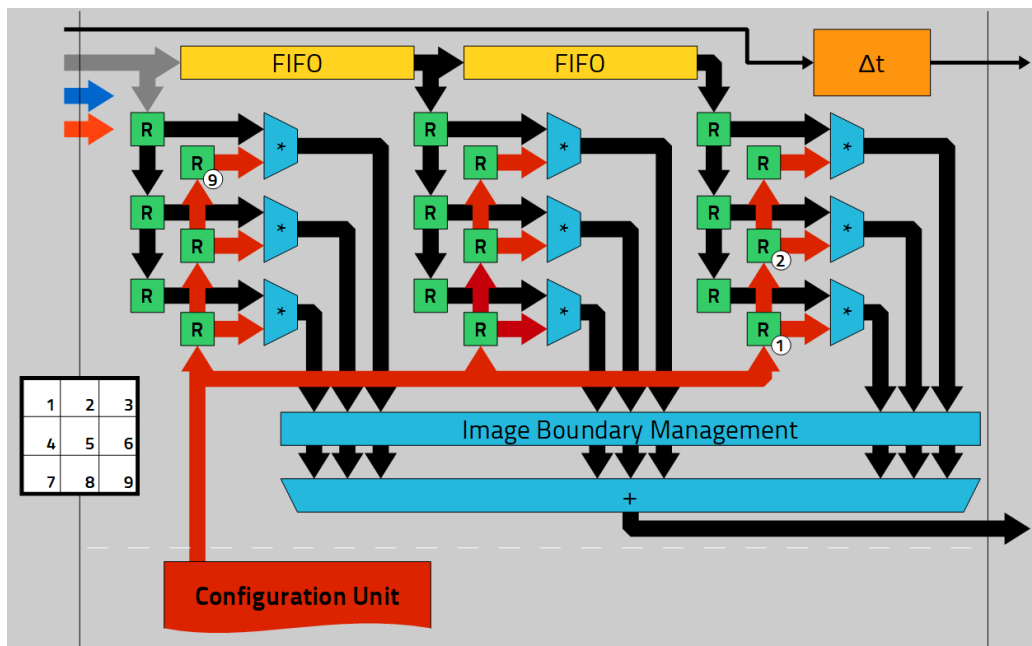 FIFO FIFO Δt
R * R * R *
R R R
9
R * R * R *
R R R
2
R * R * R *
R R R
1
1 2 3
4 5 6
7 8 9
Image Boundary Management
+
Configuration Unit